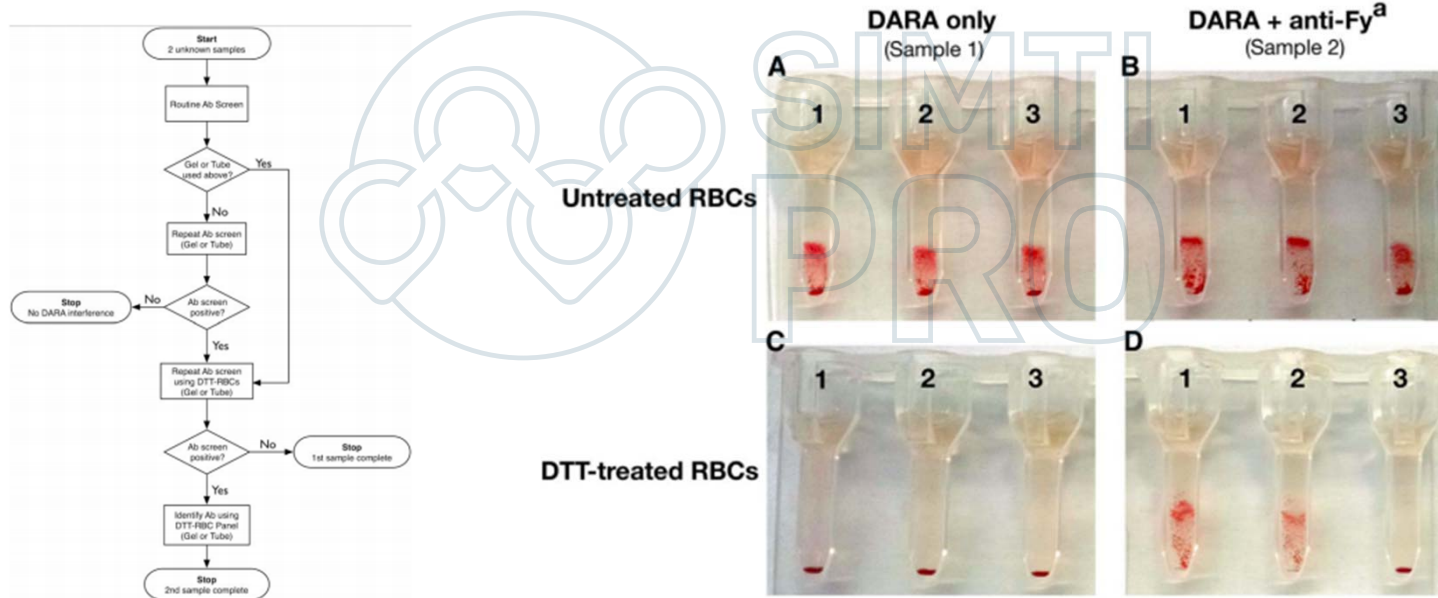 Start
2 unknown samples
Routine Ab Screen
Gel or Tube
used above?
Yes
No
Repeat Ab screen
(Gel or Tube)
Ab screen
positive?
No
Stop
No DARA interference
Yes
Repeat Ab screen
using DTT-RBCs
(Gel or Tube)
Ab screen
positive?
No
Stop
1st sample complete
Yes
Identify Ab using
DTT-RBC Panel
(Gel or Tube)
Stop
2nd sample complete
SIMTI
PRO
DARA only
(Sample 1)
DARA + anti-Fyᵃ
(Sample 2)
Untreated RBCs
A
1 2 3
B
1 2 3
DTT-treated RBCs
C
1 2 3
D
1 2 3